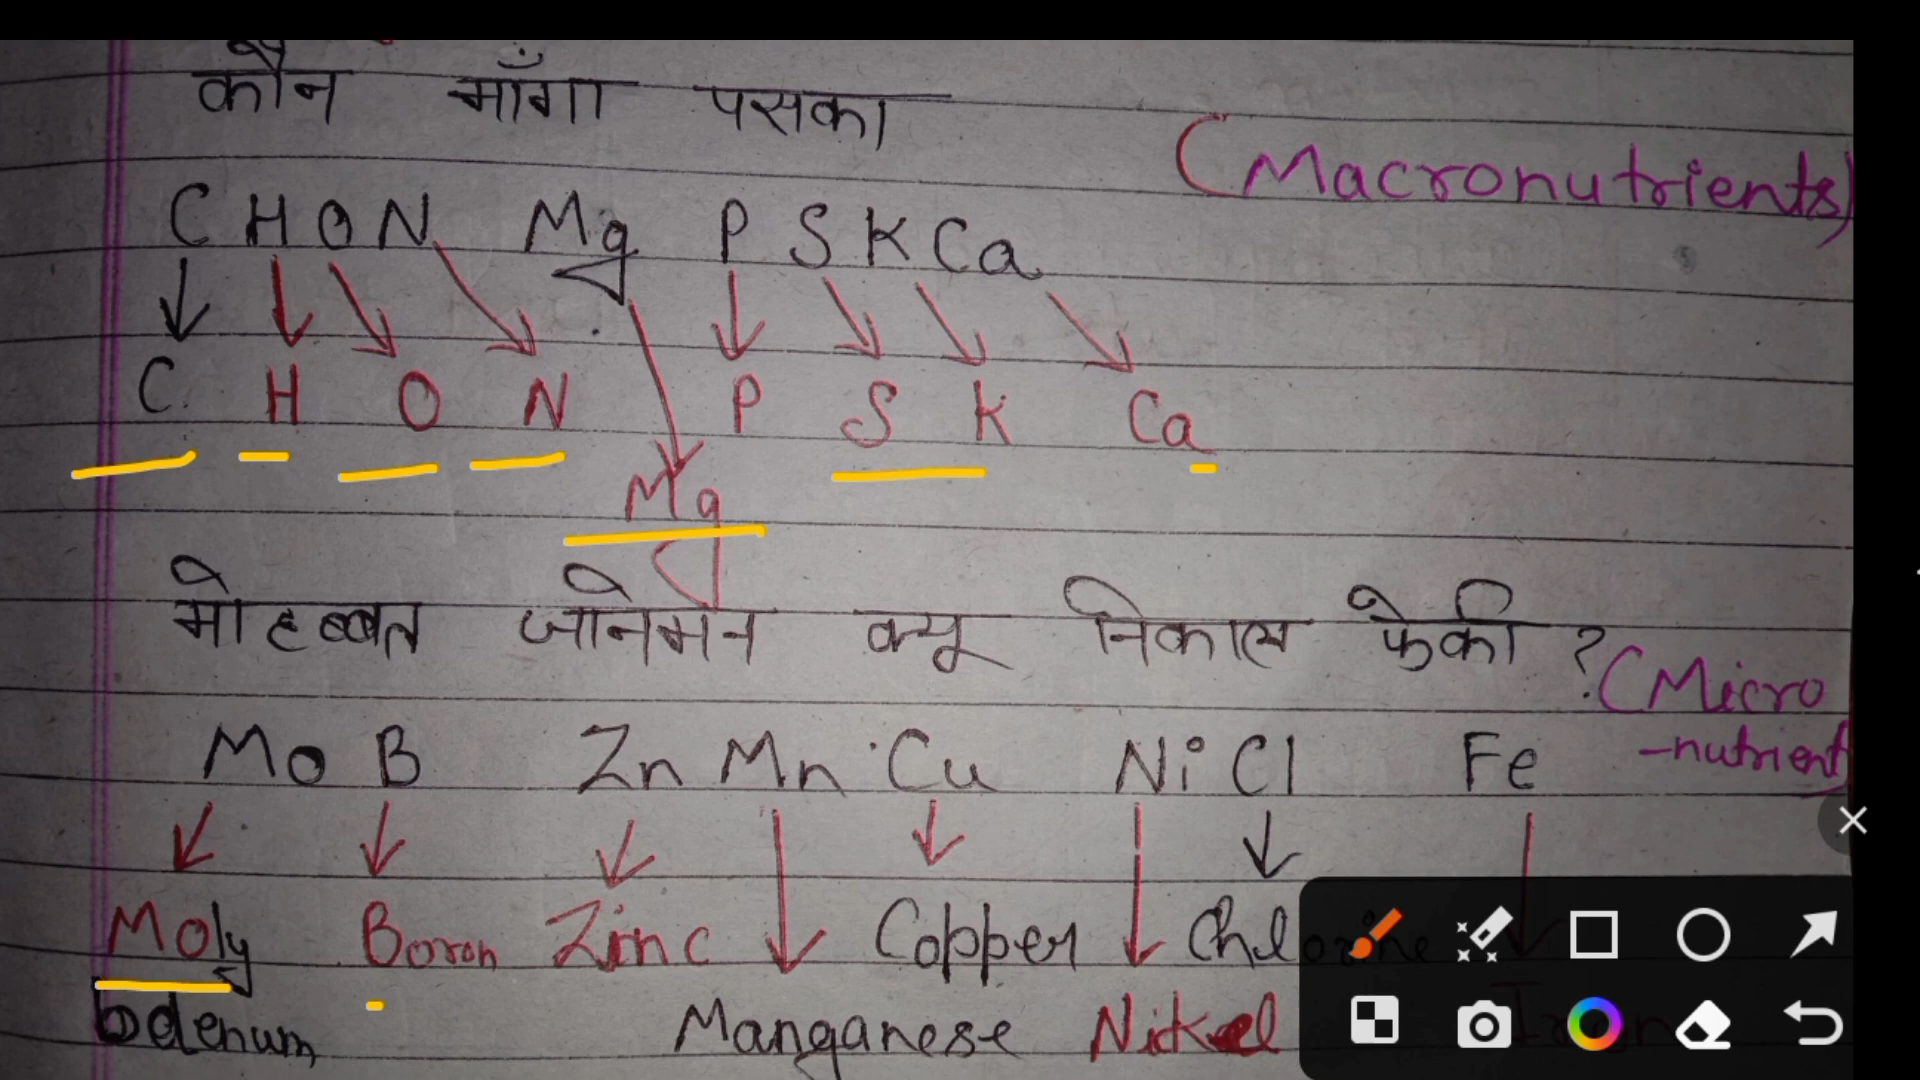 कौन माँगा पसका
(Macronutrients)
C H O N Mg P S K Ca
C H O N P S K Ca
Mg
मोहब्बत जानेमन क्यू निकाल फेकी ?
(Micro
-nutrient
Mo B Zn Mn Cu Ni Cl Fe
Moly Boron Zinc Copper Chlorine
bdenum Manganese Nickel